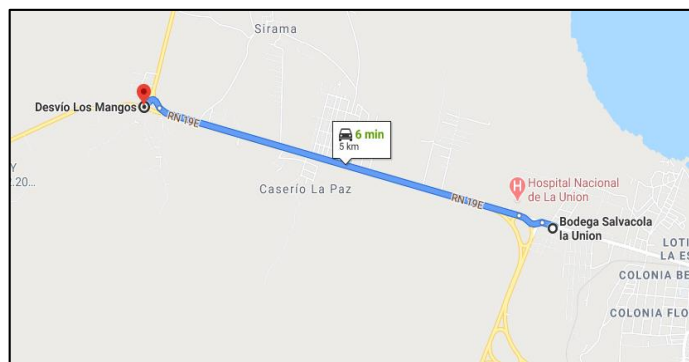 Sirama
Desvío Los Mangos
RN-19E
6 min
5 km
Y
.20...
Caserío La Paz
Hospital Nacional
de La Union
RN-19E
Bodega Salvacola
la Union
LOTI
LA ES
COLONIA BE
COLONIA FLO